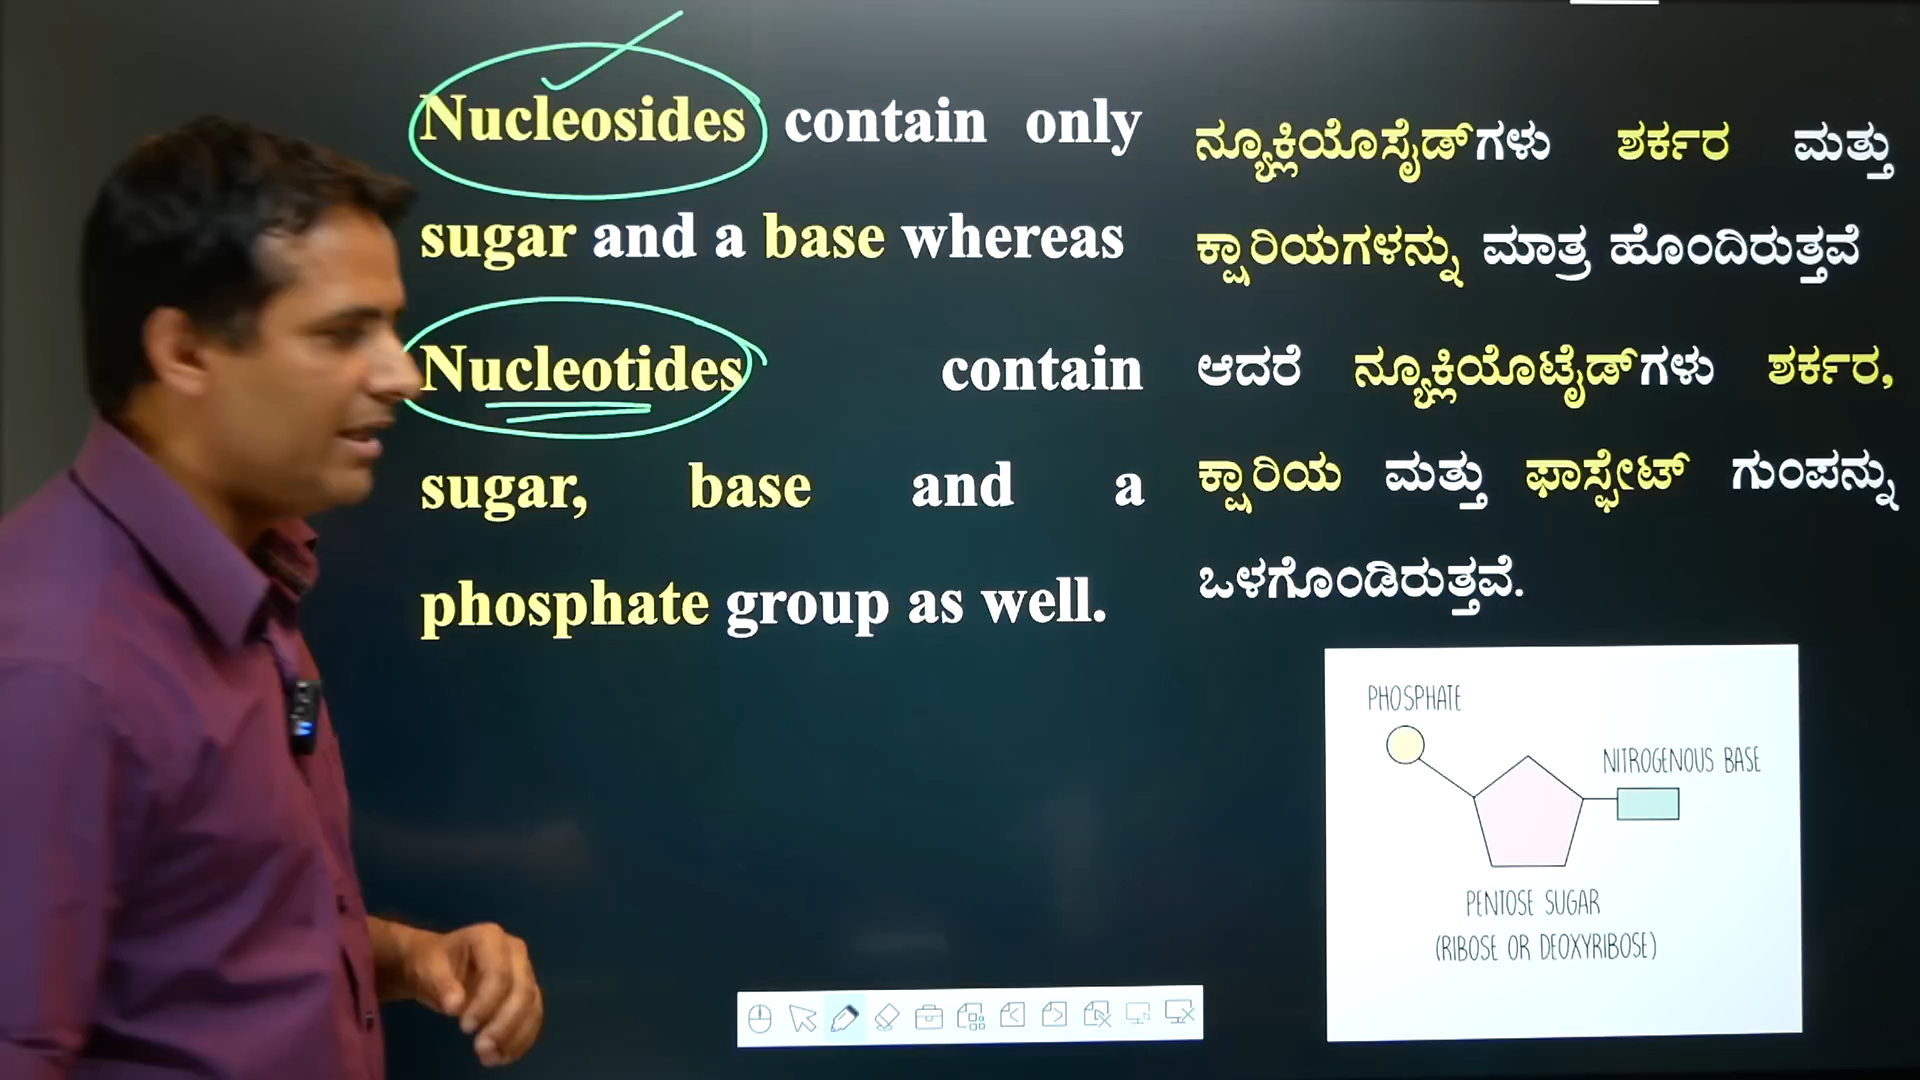 Nucleosides contain only
sugar and a base whereas
Nucleotides contain
sugar, base and a
phosphate group as well.
ನ್ಯೂಕ್ಲಿಯೊಸೈಡ್‌ಗಳು ಶರ್ಕರ ಮತ್ತು
ಕ್ಷಾರಿಯಗಳನ್ನು ಮಾತ್ರ ಹೊಂದಿರುತ್ತವೆ
ಆದರೆ ನ್ಯೂಕ್ಲಿಯೊಟೈಡ್‌ಗಳು ಶರ್ಕರ,
ಕ್ಷಾರಿಯ ಮತ್ತು ಫಾಸ್ಫೇಟ್ ಗುಂಪನ್ನು
ಒಳಗೊಂಡಿರುತ್ತವೆ.
PHOSPHATE
NITROGENOUS BASE
PENTOSE SUGAR
(RIBOSE OR DEOXYRIBOSE)